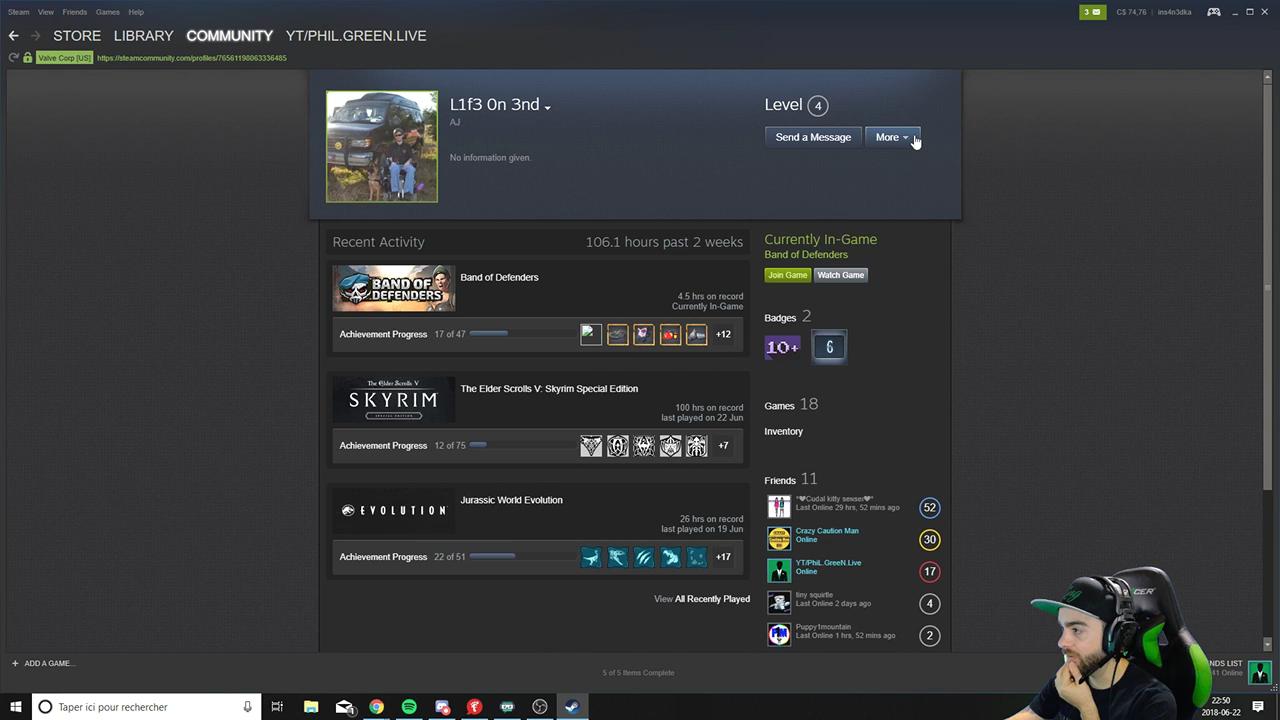 Steam View Friends Games Help
3
C$ 74,76
ins4n3dka
STORE LIBRARY COMMUNITY YT/PHIL.GREEN.LIVE
Valve Corp [US] https://steamcommunity.com/profiles/76561198063336485
L1f3 0n 3nd
AJ
No information given.
Level 4
Send a Message
More
Recent Activity
106.1 hours past 2 weeks
BAND OF DEFENDERS
Band of Defenders
4.5 hrs on record
Currently In-Game
Achievement Progress 17 of 47
+12
The Elder Scrolls V
SKYRIM
The Elder Scrolls V: Skyrim Special Edition
100 hrs on record
last played on 22 Jun
Achievement Progress 12 of 75
+7
EVOLUTION
Jurassic World Evolution
26 hrs on record
last played on 19 Jun
Achievement Progress 22 of 51
+17
View All Recently Played
Currently In-Game
Band of Defenders
Join Game
Watch Game
Badges 2
10+
6
Games 18
Inventory
Friends 11
Last Online 29 hrs, 52 mins ago
52
Crazy Caution Man
Online
30
YT/PhiL.GreeN.Live
Online
17
tiny squirtle
Last Online 2 days ago
4
Puppy1mountain
Last Online 1 hrs, 52 mins ago
2
+ ADD A GAME...
5 of 5 Items Complete
NDS LIST
41 Online
Taper ici pour rechercher
22:50
2018-06-22